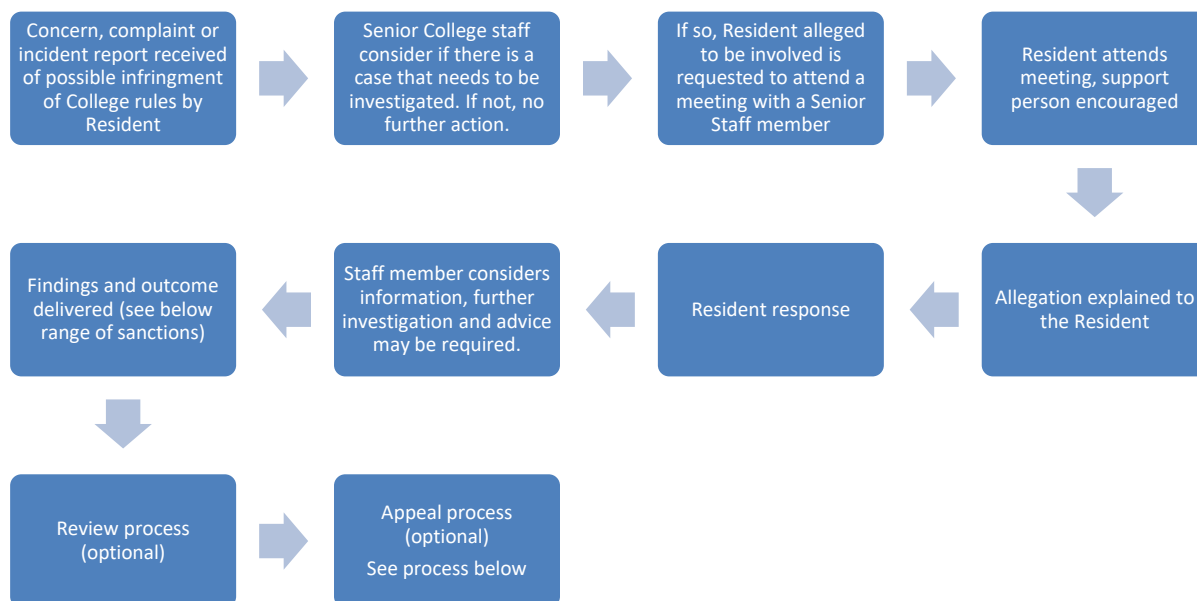 Concern, complaint or
incident report received
of possible infringment
of College rules by
Resident
Senior College staff
consider if there is a
case that needs to be
investigated. If not, no
further action.
If so, Resident alleged
to be involved is
requested to attend a
meeting with a Senior
Staff member
Resident attends
meeting, support
person encouraged
Allegation explained to
the Resident
Resident response
Staff member considers
information, further
investigation and advice
may be required.
Findings and outcome
delivered (see below
range of sanctions)
Review process
(optional)
Appeal process
(optional)
See process below